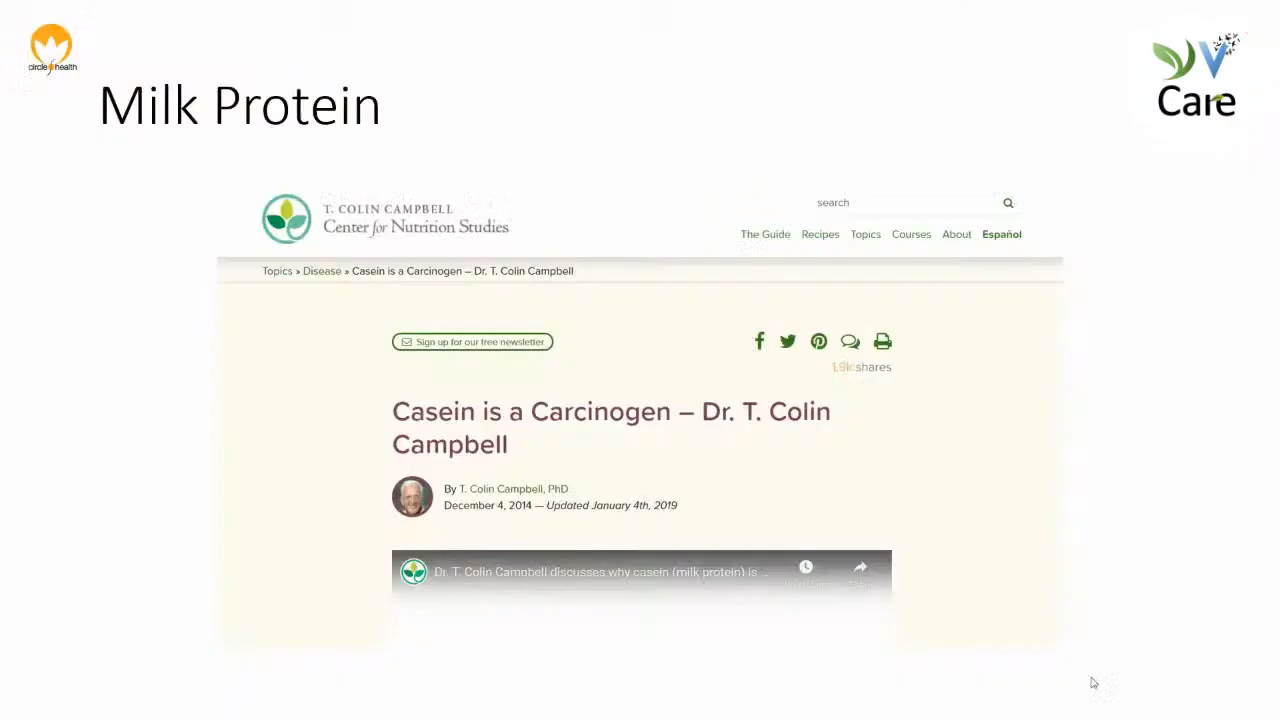 circle of health
V
Care
Milk Protein
T. COLIN CAMPBELL
Center for Nutrition Studies
search
The Guide Recipes Topics Courses About Español
Topics » Disease » Casein is a Carcinogen – Dr. T. Colin Campbell
Sign up for our free newsletter
1.9k shares
Casein is a Carcinogen – Dr. T. Colin
Campbell
By T. Colin Campbell, PhD
December 4, 2014 — Updated January 4th, 2019
Dr. T. Colin Campbell discusses why casein (milk protein) is ...